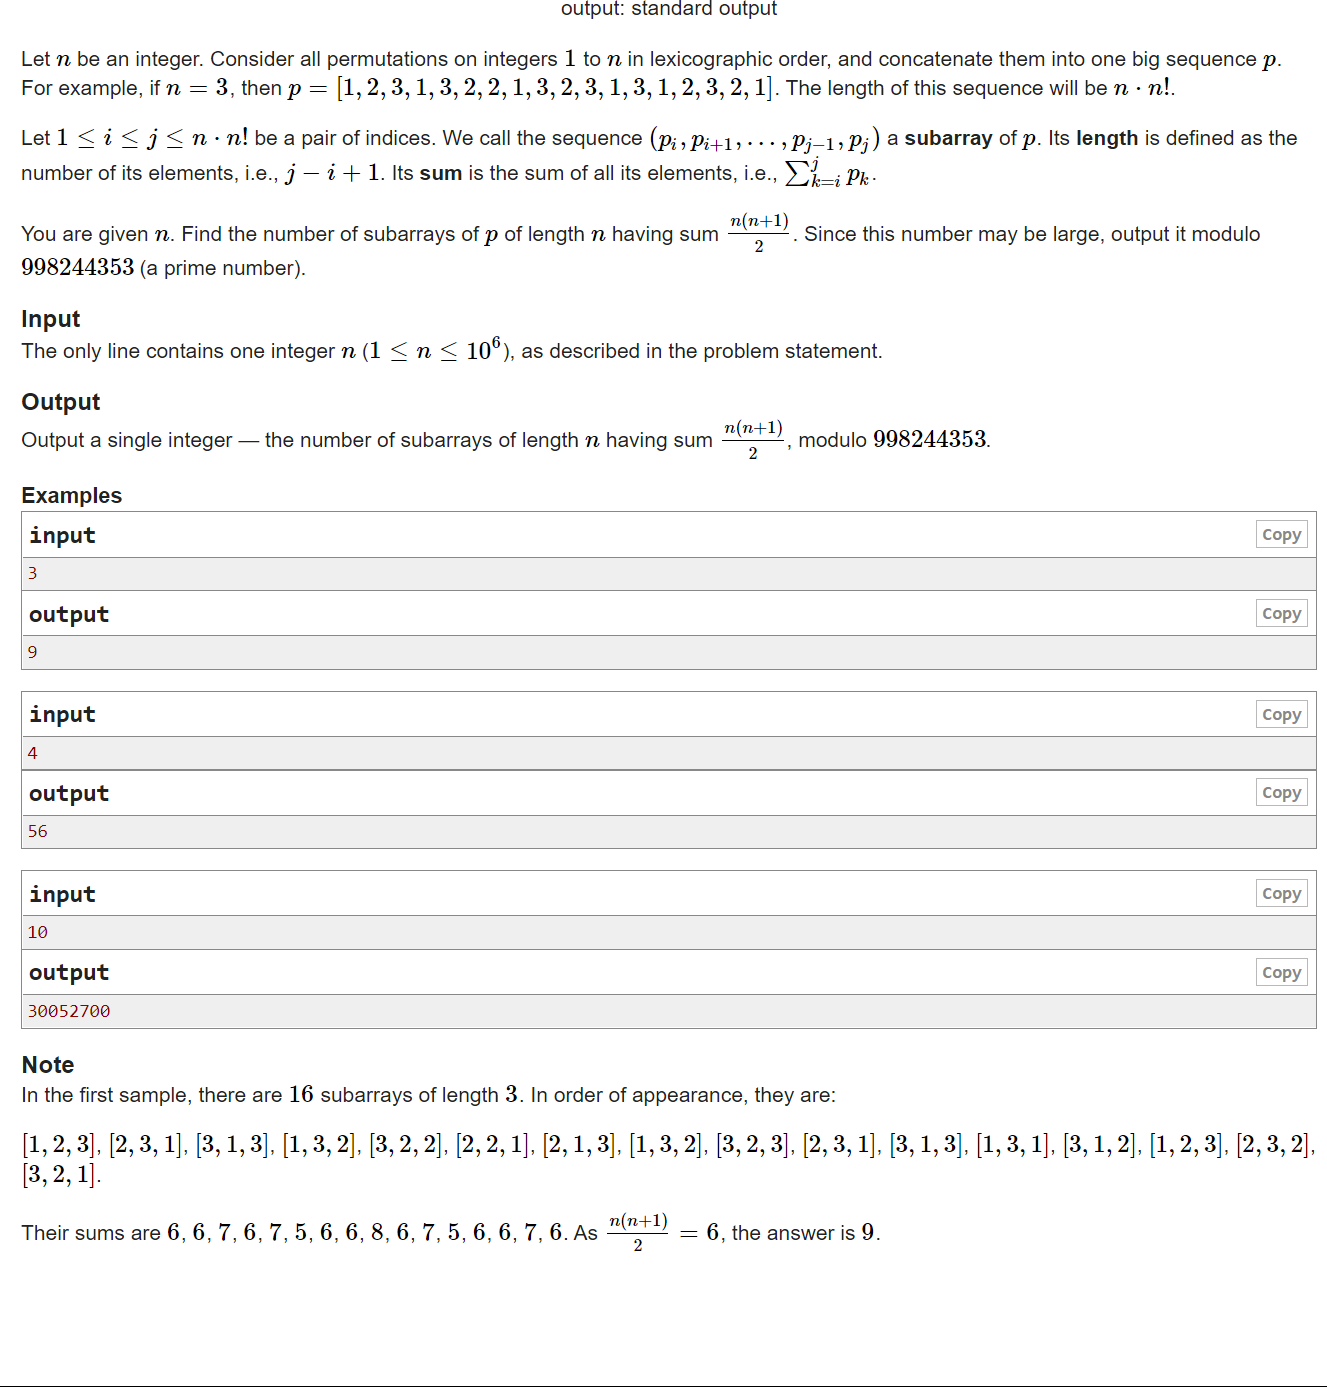 output: standard output
Let n be an integer. Consider all permutations on integers 1 to n in lexicographic order, and concatenate them into one big sequence p.
For example, if n = 3, then p = [1, 2, 3, 1, 3, 2, 2, 1, 3, 2, 3, 1, 3, 1, 2, 3, 2, 1]. The length of this sequence will be n · n!.
Let 1 ≤ i ≤ j ≤ n · n! be a pair of indices. We call the sequence (p_i, p_{i+1}, ..., p_{j−1}, p_j) a subarray of p. Its length is defined as the
number of its elements, i.e., j − i + 1. Its sum is the sum of all its elements, i.e., ∑_{k=i}^{j} p_k.
You are given n. Find the number of subarrays of p of length n having sum n(n+1)/2. Since this number may be large, output it modulo
998244353 (a prime number).
Input
The only line contains one integer n (1 ≤ n ≤ 10^6), as described in the problem statement.
Output
Output a single integer — the number of subarrays of length n having sum n(n+1)/2, modulo 998244353.
Examples
input Copy
3
output Copy
9
input Copy
4
output Copy
56
input Copy
10
output Copy
30052700
Note
In the first sample, there are 16 subarrays of length 3. In order of appearance, they are:
[1, 2, 3], [2, 3, 1], [3, 1, 3], [1, 3, 2], [3, 2, 2], [2, 2, 1], [2, 1, 3], [1, 3, 2], [3, 2, 3], [2, 3, 1], [3, 1, 3], [1, 3, 1], [3, 1, 2], [1, 2, 3], [2, 3, 2],
[3, 2, 1].
Their sums are 6, 6, 7, 6, 7, 5, 6, 6, 8, 6, 7, 5, 6, 6, 7, 6. As n(n+1)/2 = 6, the answer is 9.